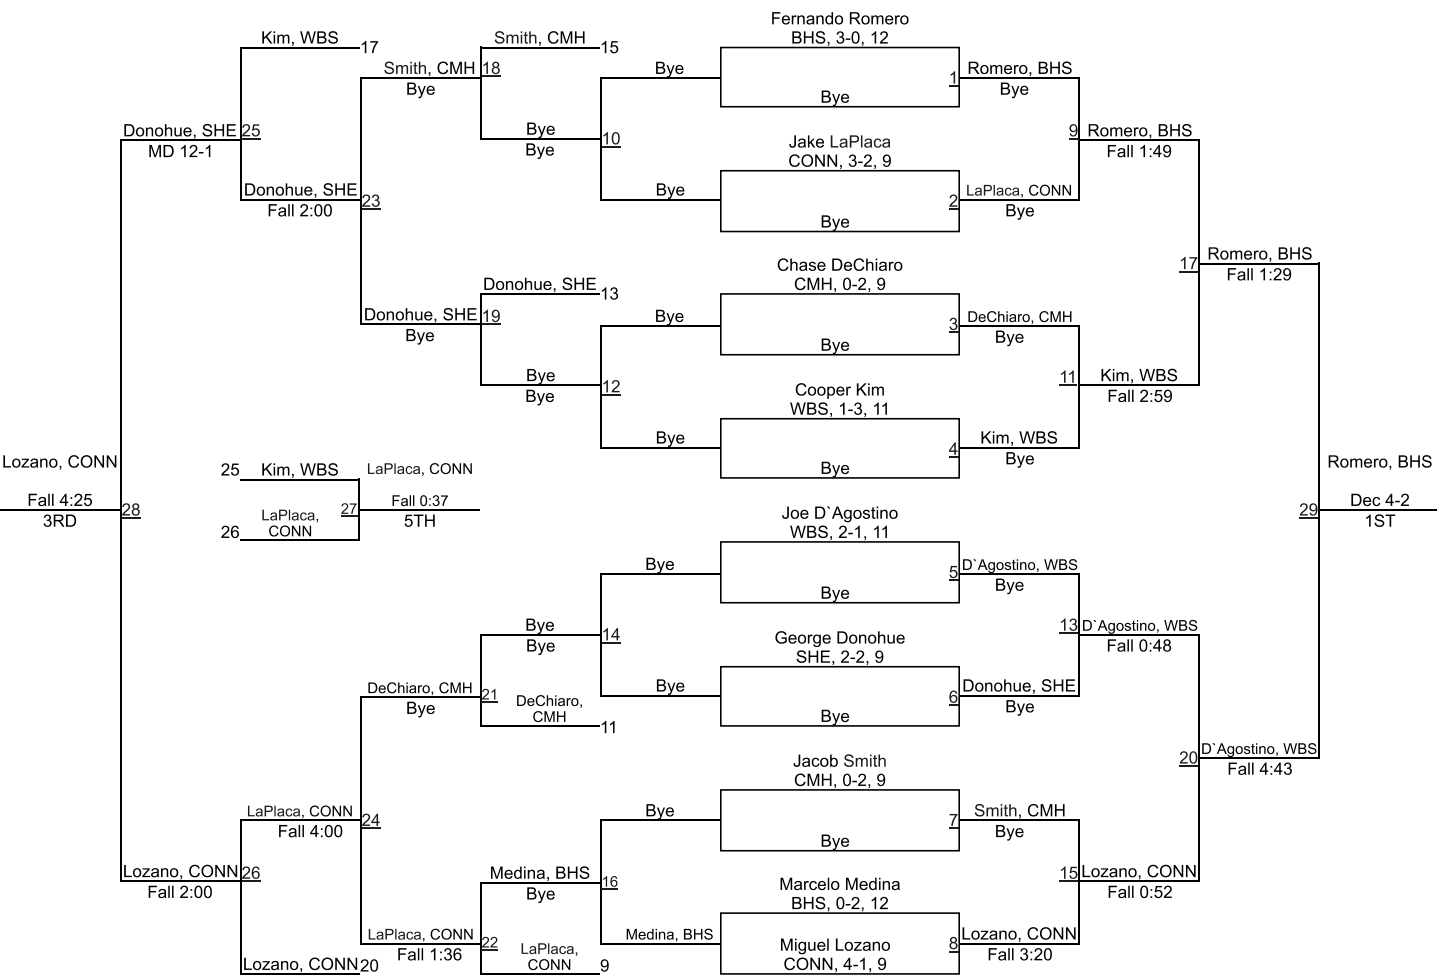 Fernando Romero
BHS, 3-0, 12
Kim, WBS
17
Smith, CMH
15
Smith, CMH
18
Bye
Bye
1
Romero, BHS
Bye
Bye
Donohue, SHE
25
MD 12-1
Bye
10
Bye
9
Romero, BHS
Fall 1:49
Jake LaPlaca
CONN, 3-2, 9
Donohue, SHE
23
Fall 2:00
Bye
2
LaPlaca, CONN
Bye
Bye
Romero, BHS
17
Fall 1:29
Chase DeChiaro
CMH, 0-2, 9
Donohue, SHE
13
Donohue, SHE
19
Bye
Bye
3
DeChiaro, CMH
Bye
Bye
Bye
12
Bye
11
Kim, WBS
Fall 2:59
Cooper Kim
WBS, 1-3, 11
Bye
4
Kim, WBS
Bye
Bye
Lozano, CONN
Fall 4:25
3RD
28
25
Kim, WBS
LaPlaca,
CONN
26
27
LaPlaca, CONN
Fall 0:37
5TH
Romero, BHS
29
Dec 4-2
1ST
Joe D`Agostino
WBS, 2-1, 11
Bye
5
D`Agostino, WBS
Bye
Bye
Bye
14
Bye
13
D`Agostino, WBS
Fall 0:48
George Donohue
SHE, 2-2, 9
DeChiaro, CMH
21
Bye
DeChiaro,
CMH
11
Bye
6
Donohue, SHE
Bye
Bye
20
D`Agostino, WBS
Fall 4:43
Jacob Smith
CMH, 0-2, 9
LaPlaca, CONN
24
Fall 4:00
Bye
7
Smith, CMH
Bye
Bye
Lozano, CONN
26
Fall 2:00
Medina, BHS
16
Bye
15
Lozano, CONN
Fall 0:52
Marcelo Medina
BHS, 0-2, 12
LaPlaca, CONN
22
Fall 1:36
Medina, BHS
8
Lozano, CONN
Fall 3:20
Miguel Lozano
CONN, 4-1, 9
Lozano, CONN
20
LaPlaca,
CONN
9